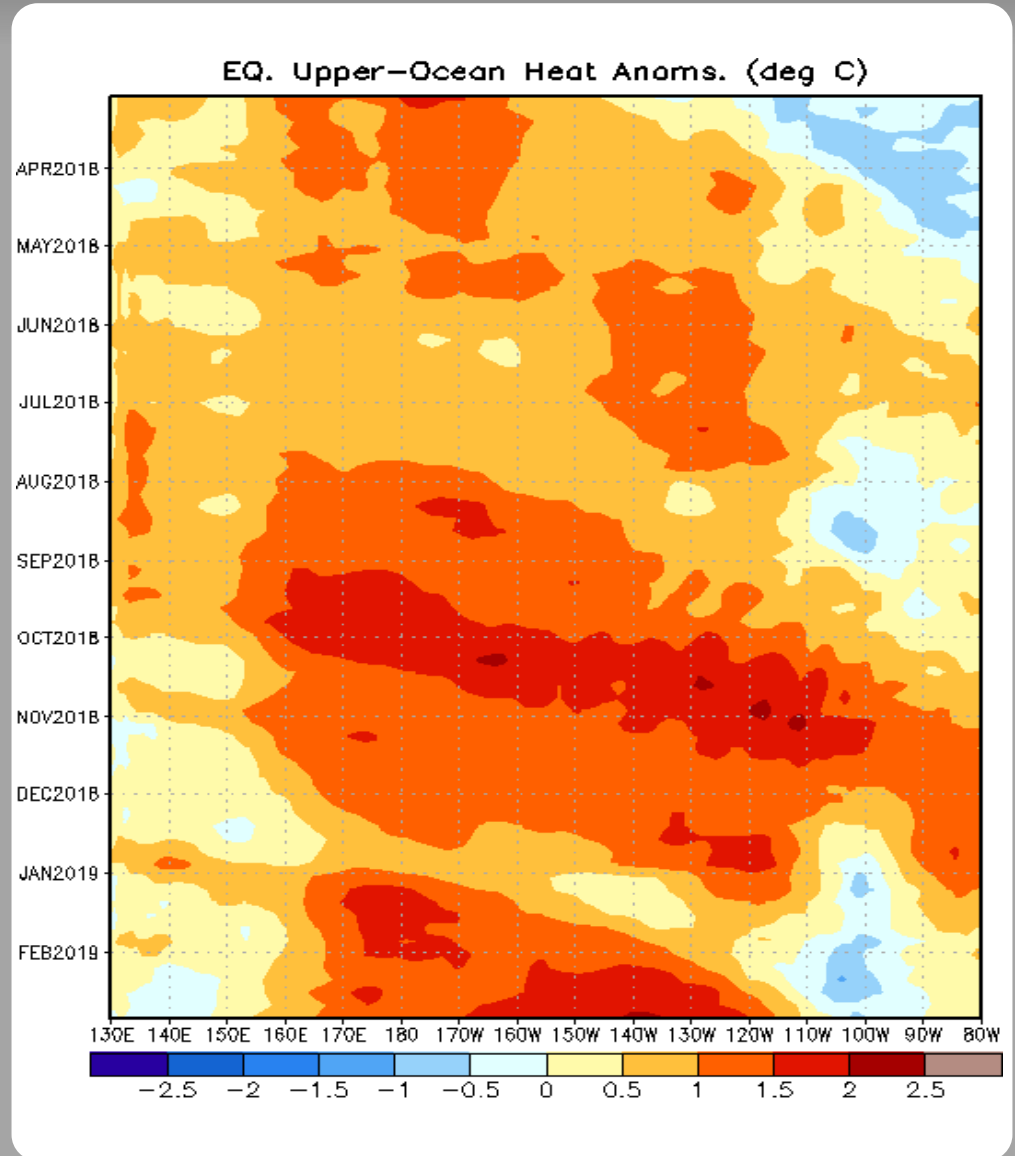 EQ. Upper-Ocean Heat Anoms. (deg C)
APR2018
MAY2018
JUN2018
JUL2018
AUG2018
SEP2018
OCT2018
NOV2018
DEC2018
JAN2019
FEB2019
130E 140E 150E 160E 170E 180 170W 160W 150W 140W 130W 120W 110W 100W 90W 80W
-2.5 -2 -1.5 -1 -0.5 0 0.5 1 1.5 2 2.5